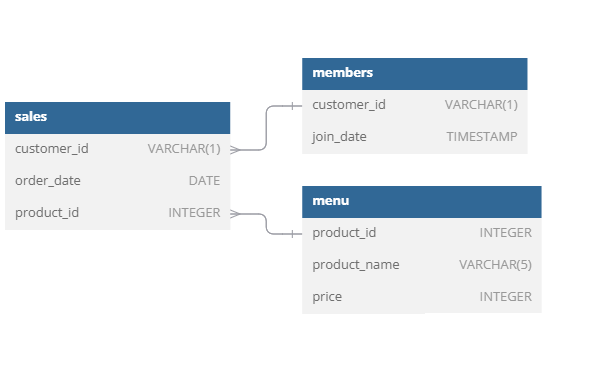 members
customer_id VARCHAR(1)
join_date TIMESTAMP
sales
customer_id VARCHAR(1)
order_date DATE
product_id INTEGER
menu
product_id INTEGER
product_name VARCHAR(5)
price INTEGER